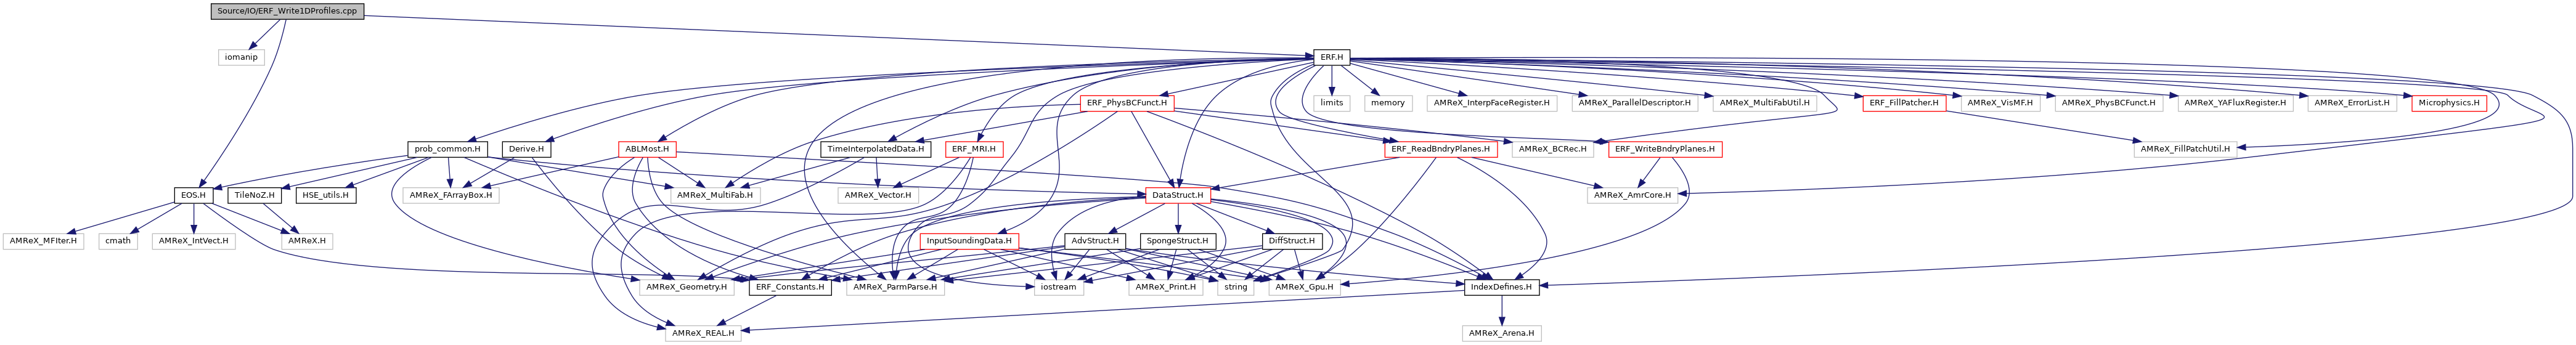 Source/IO/ERF_Write1DProfiles.cpp
iomanip
ERF.H
ERF_PhysBCFunct.H
limits
memory
AMReX_InterpFaceRegister.H
AMReX_ParallelDescriptor.H
AMReX_MultiFabUtil.H
ERF_FillPatcher.H
AMReX_VisMF.H
AMReX_PhysBCFunct.H
AMReX_YAFluxRegister.H
AMReX_ErrorList.H
Microphysics.H
prob_common.H
Derive.H
ABLMost.H
TimeInterpolatedData.H
ERF_MRI.H
ERF_ReadBndryPlanes.H
AMReX_BCRec.H
ERF_WriteBndryPlanes.H
AMReX_FillPatchUtil.H
EOS.H
TileNoZ.H
HSE_utils.H
AMReX_FArrayBox.H
AMReX_MultiFab.H
AMReX_Vector.H
DataStruct.H
AMReX_AmrCore.H
AMReX_MFIter.H
cmath
AMReX_IntVect.H
AMReX.H
InputSoundingData.H
AdvStruct.H
SpongeStruct.H
DiffStruct.H
AMReX_Geometry.H
ERF_Constants.H
AMReX_ParmParse.H
iostream
AMReX_Print.H
string
AMReX_Gpu.H
IndexDefines.H
AMReX_REAL.H
AMReX_Arena.H